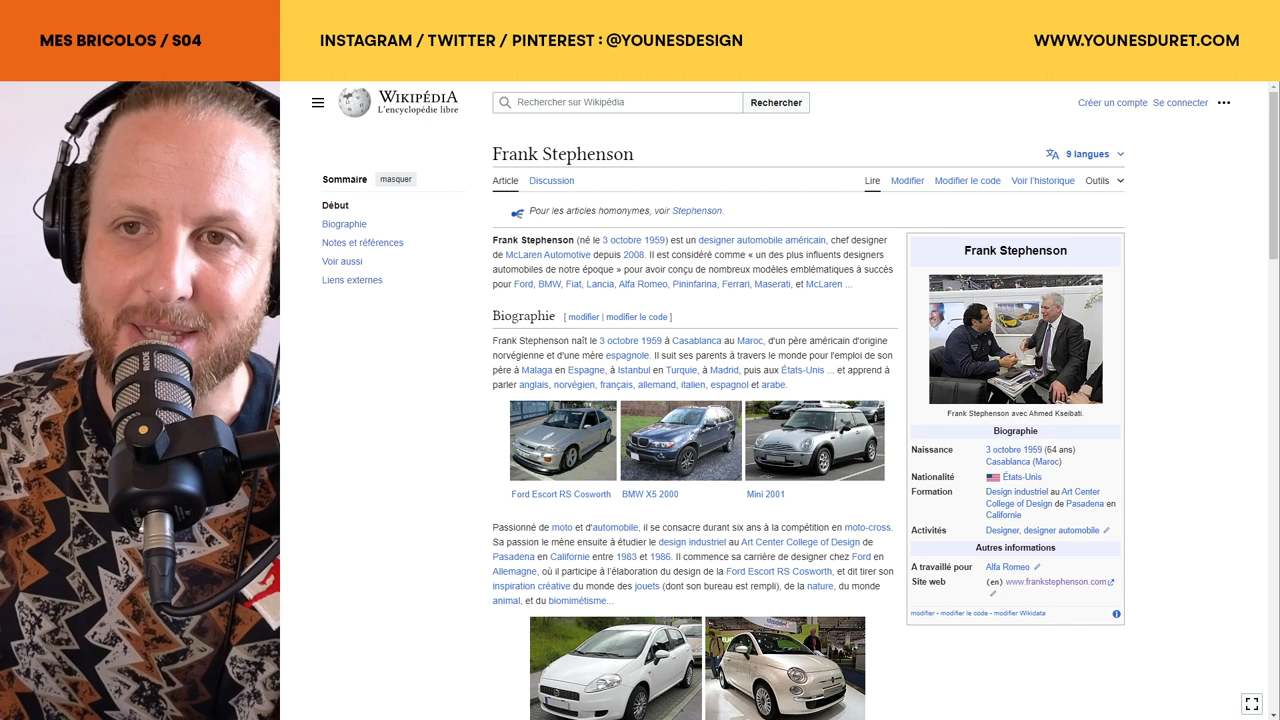 MES BRICOLOS / S04
INSTAGRAM / TWITTER / PINTEREST : @YOUNESDESIGN
WWW.YOUNESDURET.COM
WIKIPÉDIA
L'encyclopédie libre
Rechercher sur Wikipédia
Rechercher
Créer un compte
Se connecter
Frank Stephenson
9 langues
Sommaire
masquer
Début
Biographie
Notes et références
Voir aussi
Liens externes
Article
Discussion
Lire
Modifier
Modifier le code
Voir l'historique
Outils
Pour les articles homonymes, voir Stephenson.
Frank Stephenson (né le 3 octobre 1959) est un designer automobile américain, chef designer
de McLaren Automotive depuis 2008. Il est considéré comme « un des plus influents designers
automobiles de notre époque » pour avoir conçu de nombreux modèles emblématiques à succès
pour Ford, BMW, Fiat, Lancia, Alfa Romeo, Pininfarina, Ferrari, Maserati, et McLaren ...
Biographie [ modifier | modifier le code ]
Frank Stephenson naît le 3 octobre 1959 à Casablanca au Maroc, d'un père américain d'origine
norvégienne et d'une mère espagnole. Il suit ses parents à travers le monde pour l'emploi de son
père à Malaga en Espagne, à Istanbul en Turquie, à Madrid, puis aux États-Unis ... et apprend à
parler anglais, norvégien, français, allemand, italien, espagnol et arabe.
Ford Escort RS Cosworth
BMW X5 2000
Mini 2001
Passionné de moto et d'automobile, il se consacre durant six ans à la compétition en moto-cross.
Sa passion le mène ensuite à étudier le design industriel au Art Center College of Design de
Pasadena en Californie entre 1983 et 1986. Il commence sa carrière de designer chez Ford en
Allemagne, où il participe à l'élaboration du design de la Ford Escort RS Cosworth, et dit tirer son
inspiration créative du monde des jouets (dont son bureau est rempli), de la nature, du monde
animal, et du biomimétisme...
Frank Stephenson
Frank Stephenson avec Ahmed Kseibati.
Biographie
Naissance
3 octobre 1959 (64 ans)
Casablanca (Maroc)
Nationalité
États-Unis
Formation
Design industriel au Art Center
College of Design de Pasadena en
Californie
Activités
Designer, designer automobile
Autres informations
A travaillé pour
Alfa Romeo
Site web
(en) www.frankstephenson.com
modifier - modifier le code - modifier Wikidata
RØDE